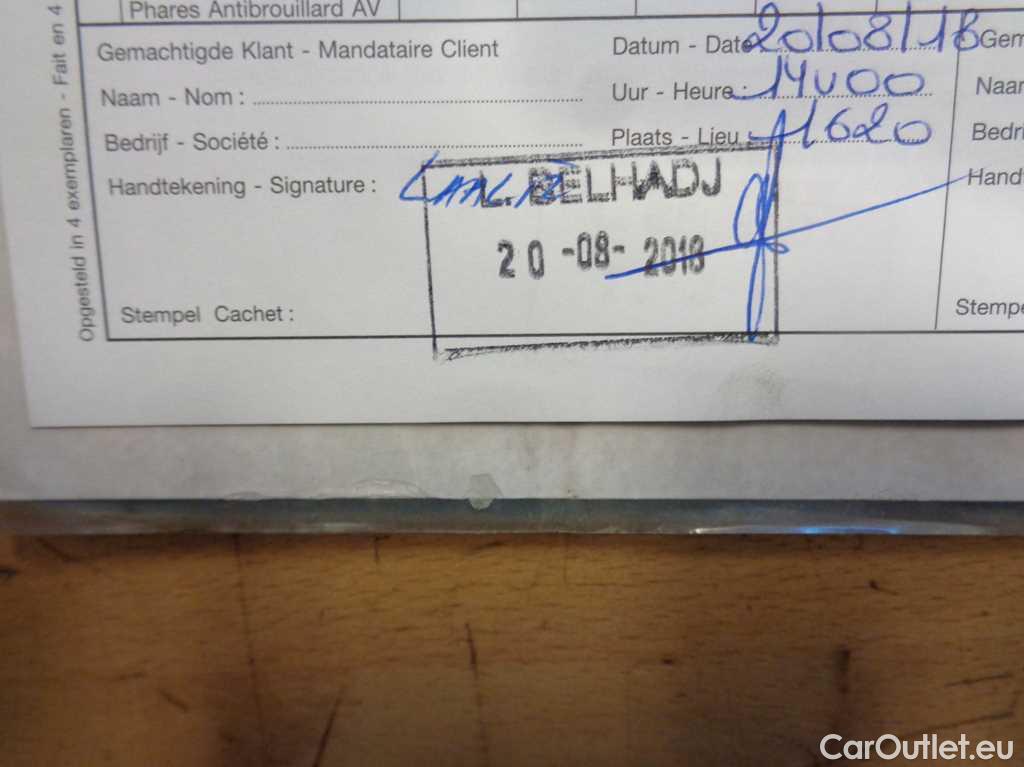 Phares Antibrouillard AV
Gemachtigde Klant - Mandataire Client
Datum - Date 20/08/18
Naam - Nom :
Uur - Heure : 14u00
Bedrijf - Société :
Plaats - Lieu 1620
Handtekening - Signature :
L. BELHADJ
20 -08- 2018
Stempel Cachet :
Opgesteld in 4 exemplaren - Fait en 4
Gem
Naar
Bedri
Hand
Stempe
CarOutlet.eu